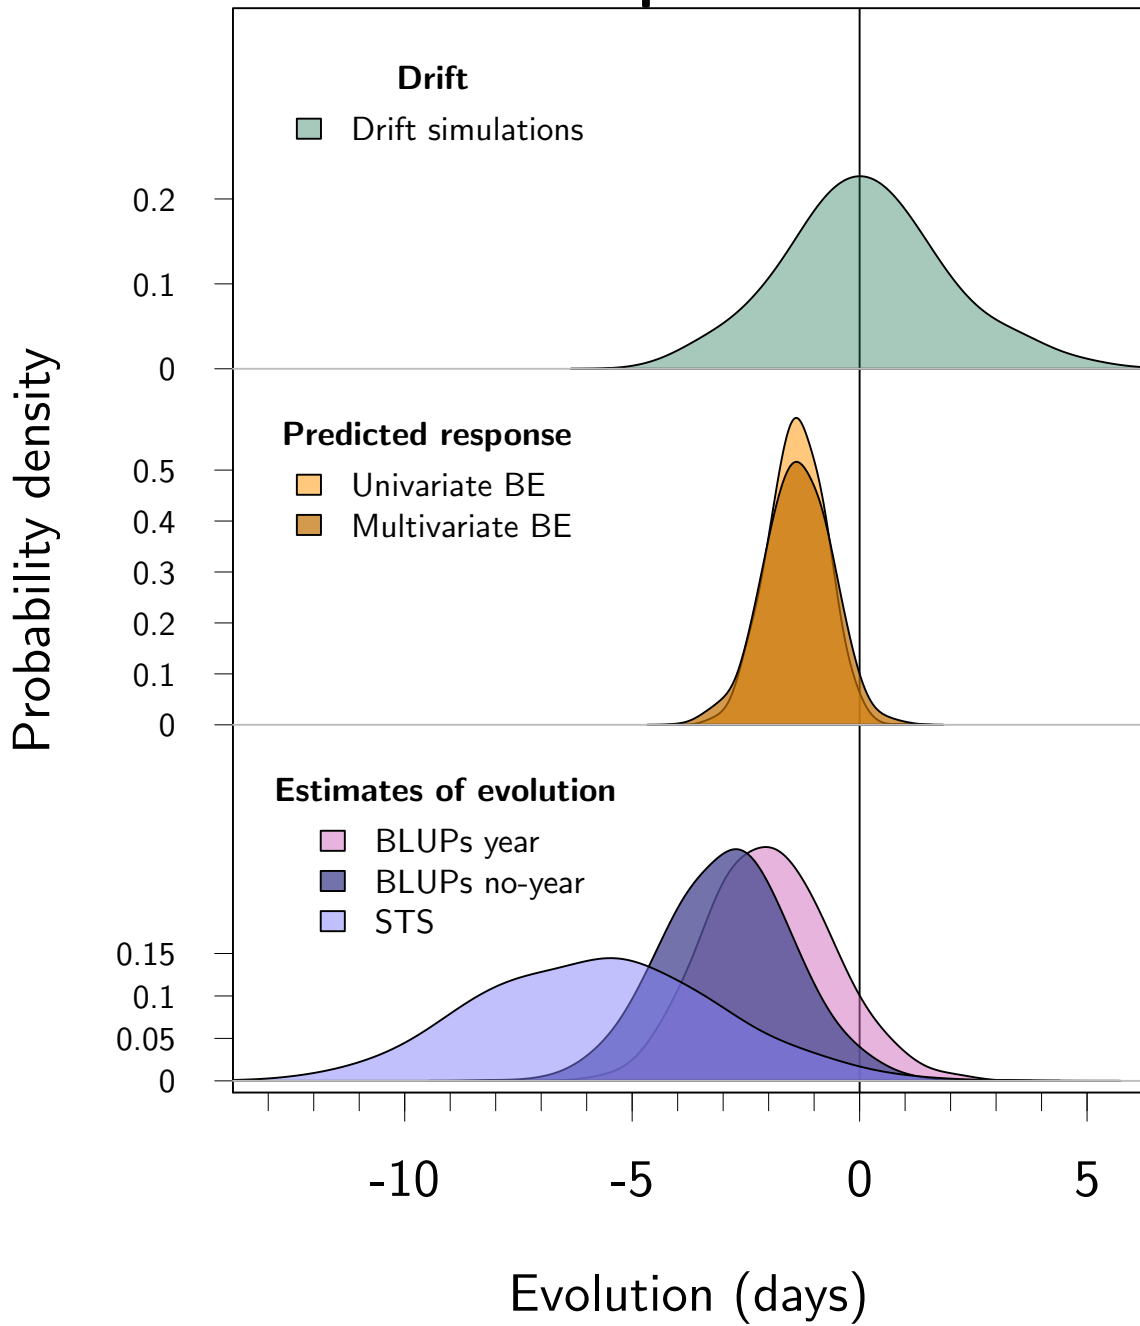 Drift
Drift simulations
0.2
0.1
0
Predicted response
Univariate BE
Multivariate BE
0.5
0.4
0.3
0.2
0.1
0
Estimates of evolution
BLUPs year
BLUPs no-year
STS
0.15
0.1
0.05
0
Probability density
-10 -5 0 5
Evolution (days)